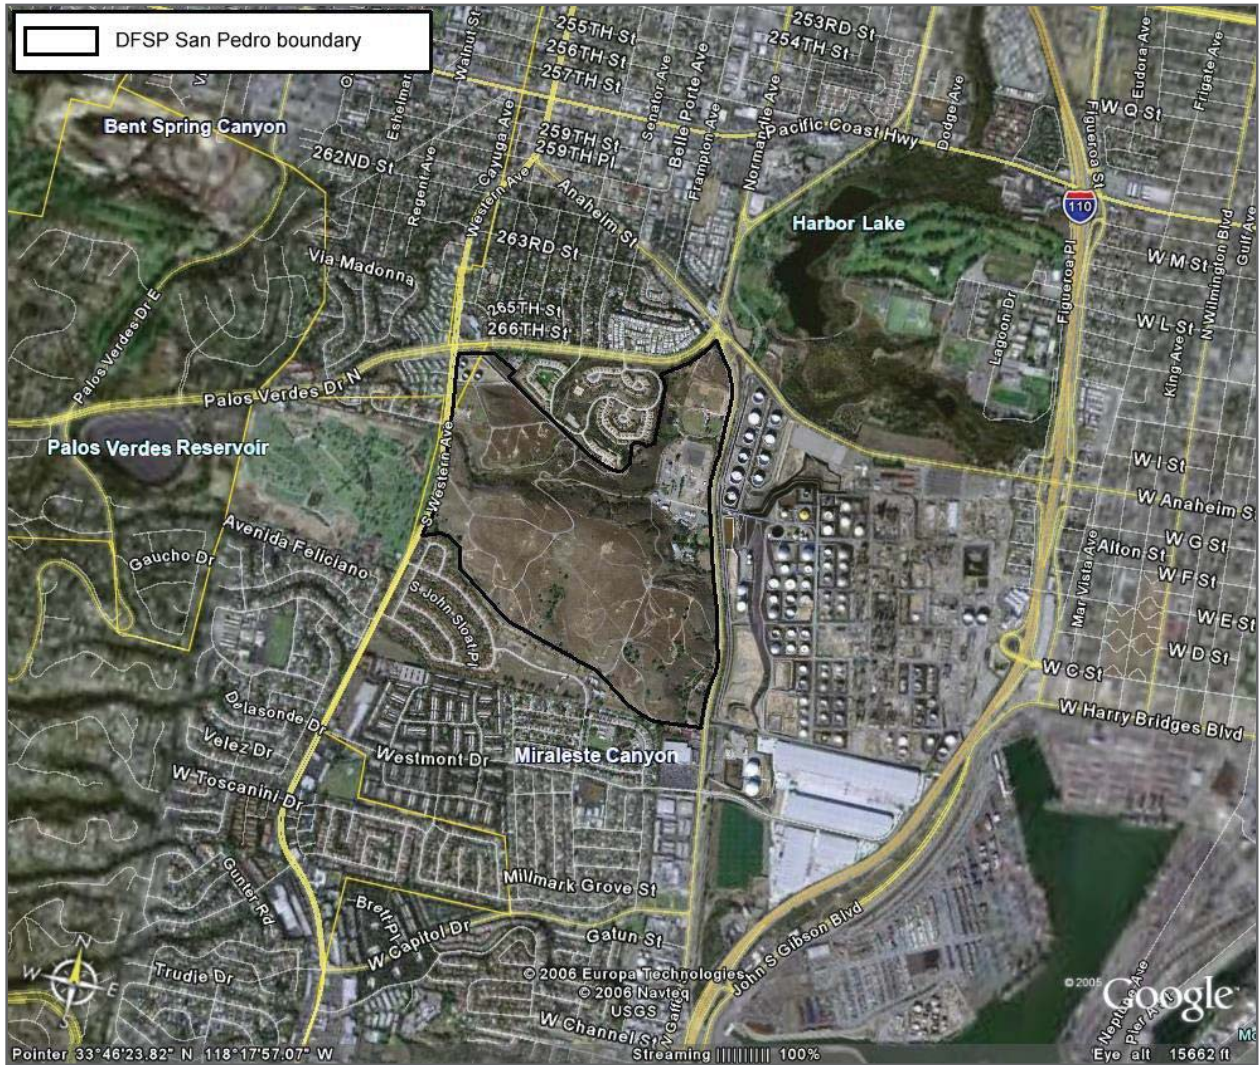 DFSP San Pedro boundary
Walnut St
255TH St
256TH St
257TH St
253RD St
254TH St
Eshelman
Cayuga Ave
Senator Ave
Belle Porte Ave
Frampton Ave
Normandie Ave
Dodge Ave
Eudora Ave
Frigate Ave
W Q St
Figueroa St
Bent Spring Canyon
262ND St
Regent Ave
Western Ave
259TH St
259TH Pl
Pacific Coast Hwy
110
Anaheim St
Harbor Lake
263RD St
Via Madonna
W M St
N Wilmington Blvd
Gulf Ave
Figueroa Pl
Palos Verdes Dr E
265TH St
266TH St
Lagoon Dr
W L St
King Ave
Palos Verdes Dr N
Palos Verdes Reservoir
S Western Ave
W I St
W Anaheim S
Avenida Feliciano
Gaucho Dr
Mar Vista Ave
Alton St
W G St
W F St
S John Sloat Pl
W E St
W D St
W C St
Delasonde Dr
Velez Dr
W Harry Bridges Blvd
Westmont Dr
Miraleste Canyon
W Toscanini Dr
Gunter Rd
Millmark Grove St
Brett Pl
W Capitol Dr
Gatun St
John S Gibson Blvd
N
W
E
S
Trudie Dr
© 2006 Europa Technologies
© 2006 Navteq
USGS
W Channel St
N Gaffe
© 2005 Google™
Neptune Ave
Pier A
Mo
Pointer 33°46'23.82" N 118°17'57.07" W
Streaming |||||||||| 100%
Eye alt 15662 ft